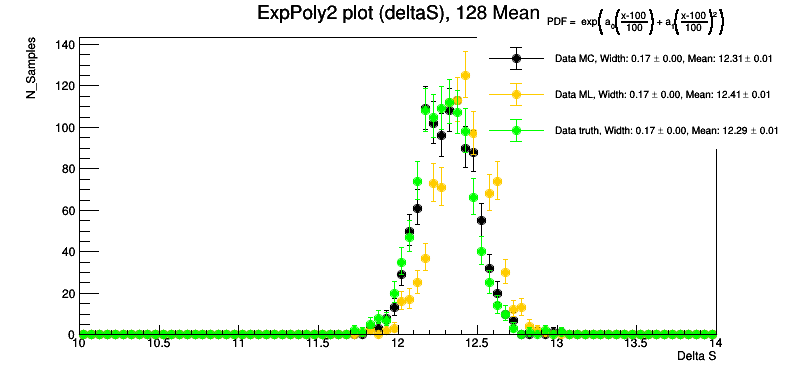 ExpPoly2 plot (deltaS), 128 Mean
PDF = exp(a₀(x-100/100) + a₁(x-100/100)²)
Data MC, Width: 0.17 ± 0.00, Mean: 12.31 ± 0.01
Data ML, Width: 0.17 ± 0.00, Mean: 12.41 ± 0.01
Data truth, Width: 0.17 ± 0.00, Mean: 12.29 ± 0.01
N_Samples
140
120
100
80
60
40
20
0
10 10.5 11 11.5 12 12.5 13 13.5 14
Delta S